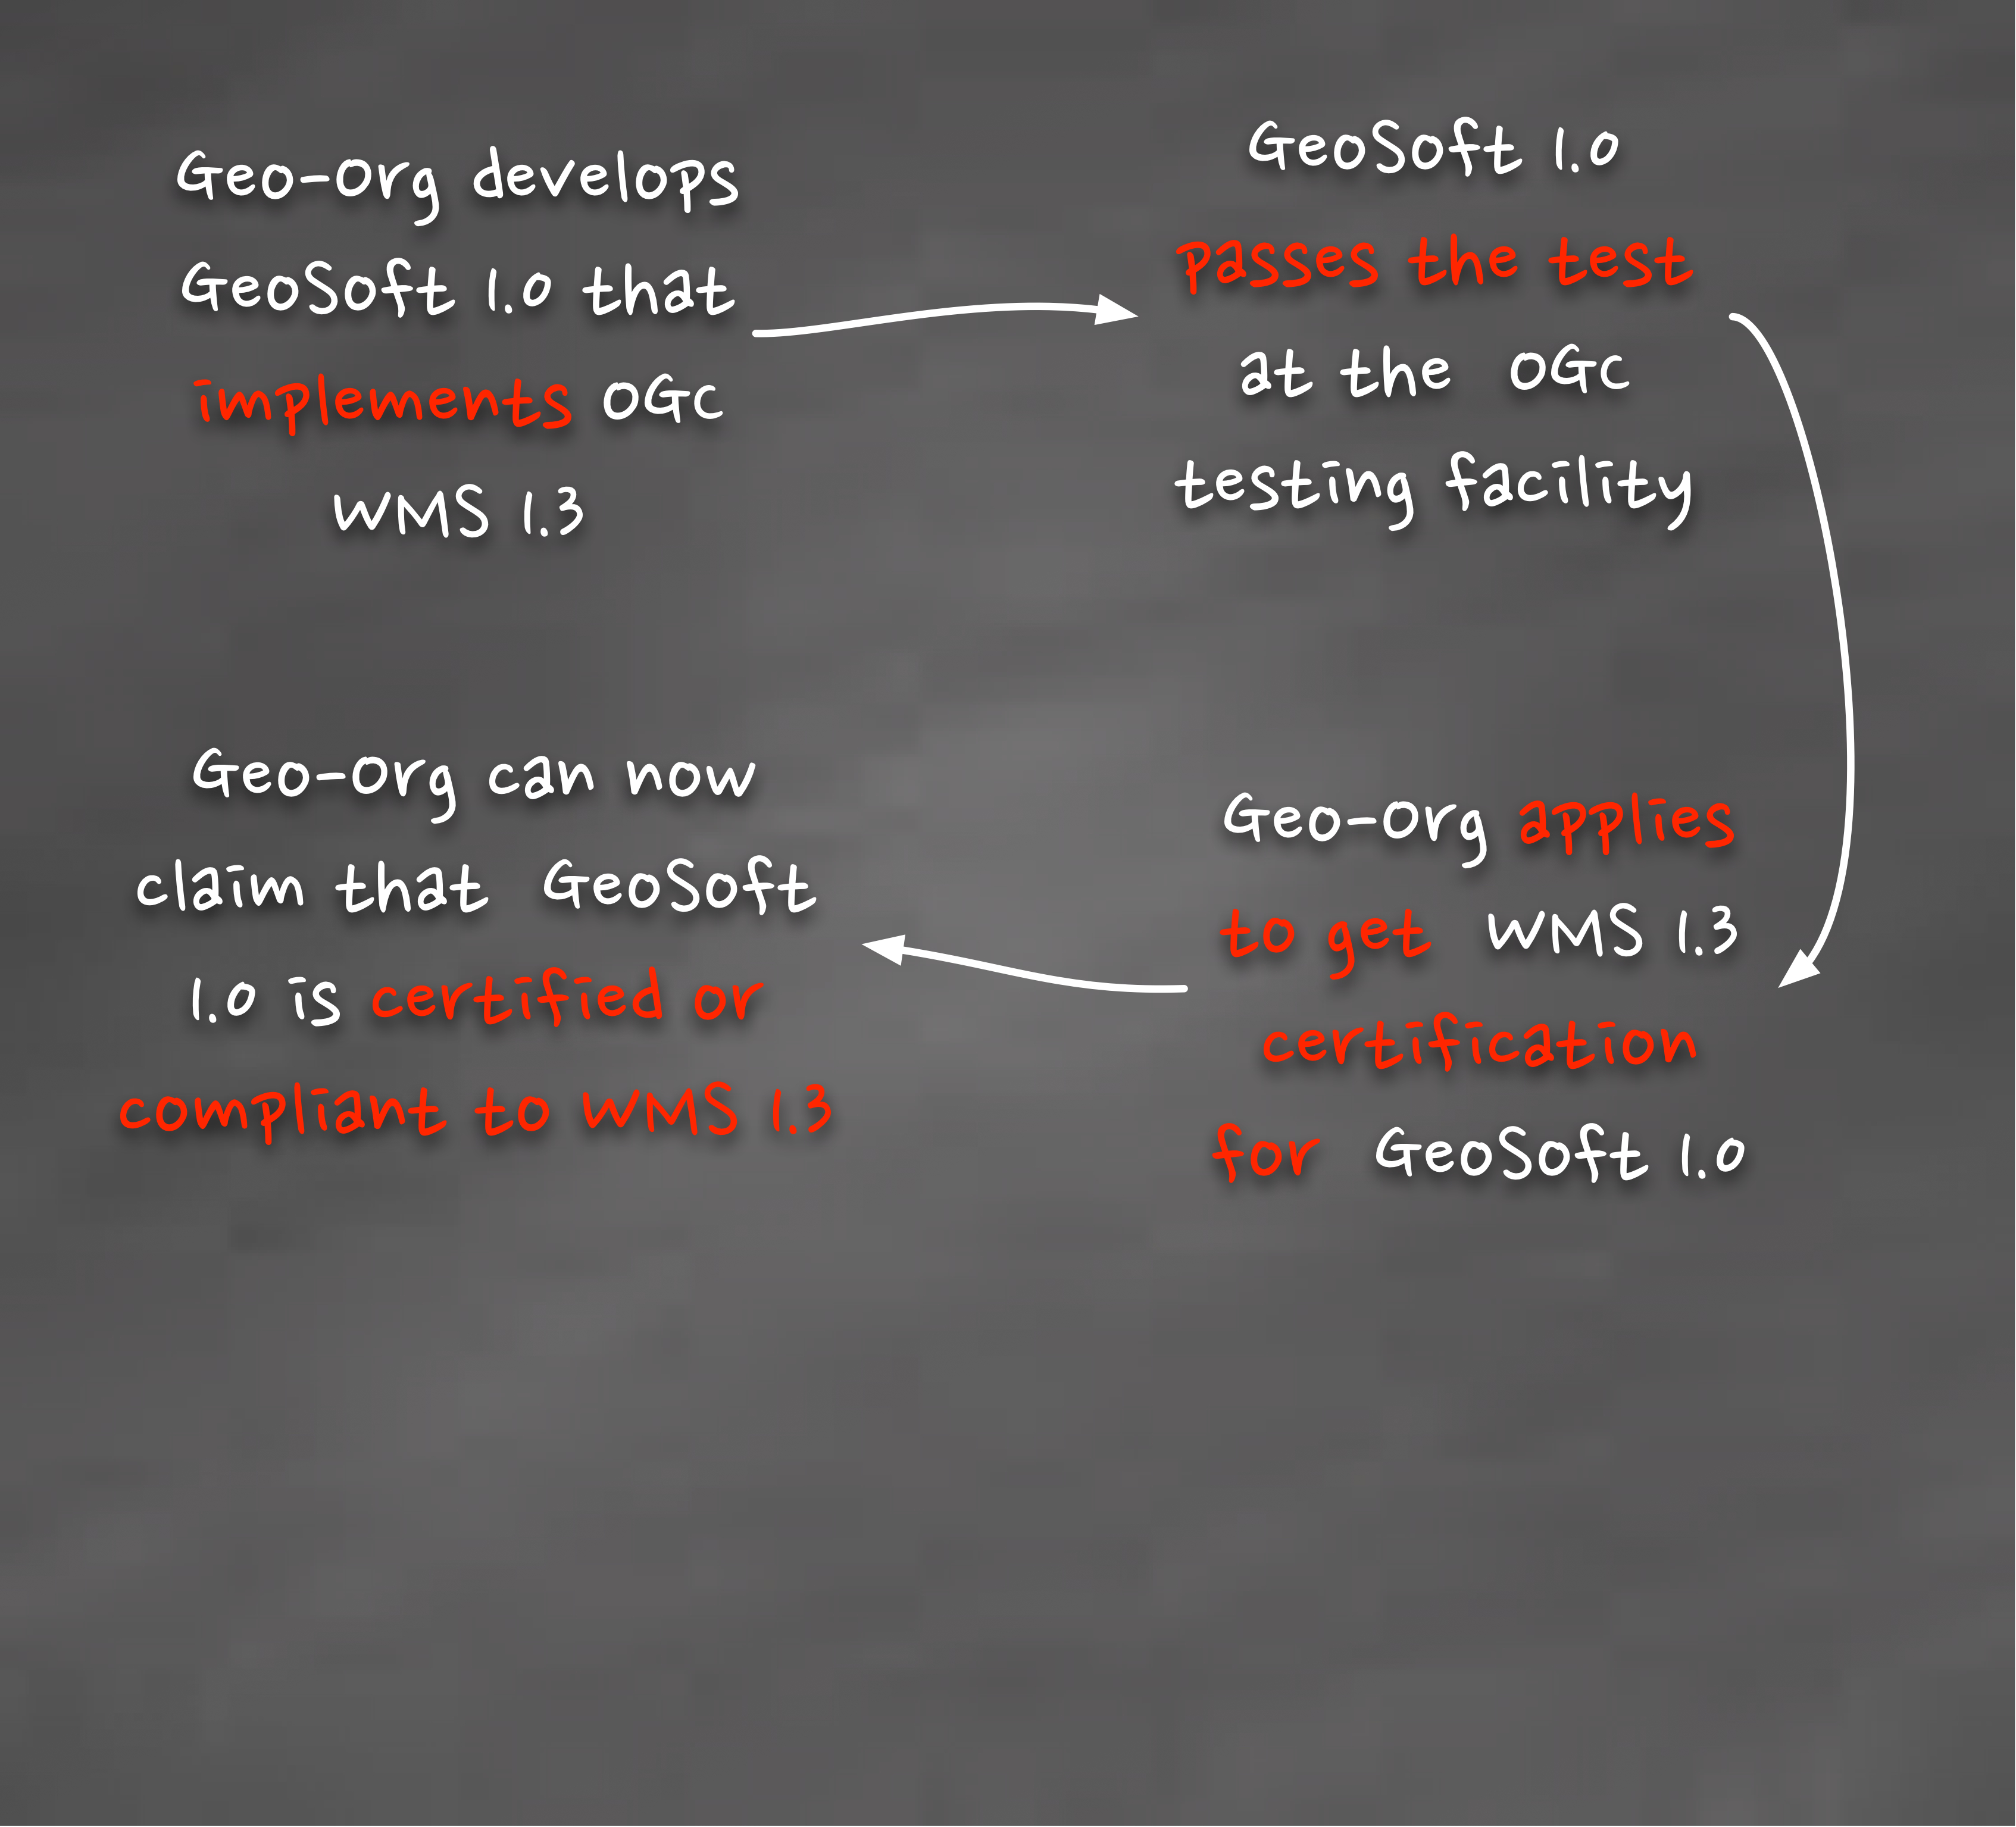 Geo-Org develops
GeoSoft 1.0 that
implements OGC
WMS 1.3
GeoSoft 1.0
passes the test
at the OGC
testing facility
Geo-Org applies
to get WMS 1.3
certification
for GeoSoft 1.0
Geo-Org can now
claim that GeoSoft
1.0 is certified or
compliant to WMS 1.3